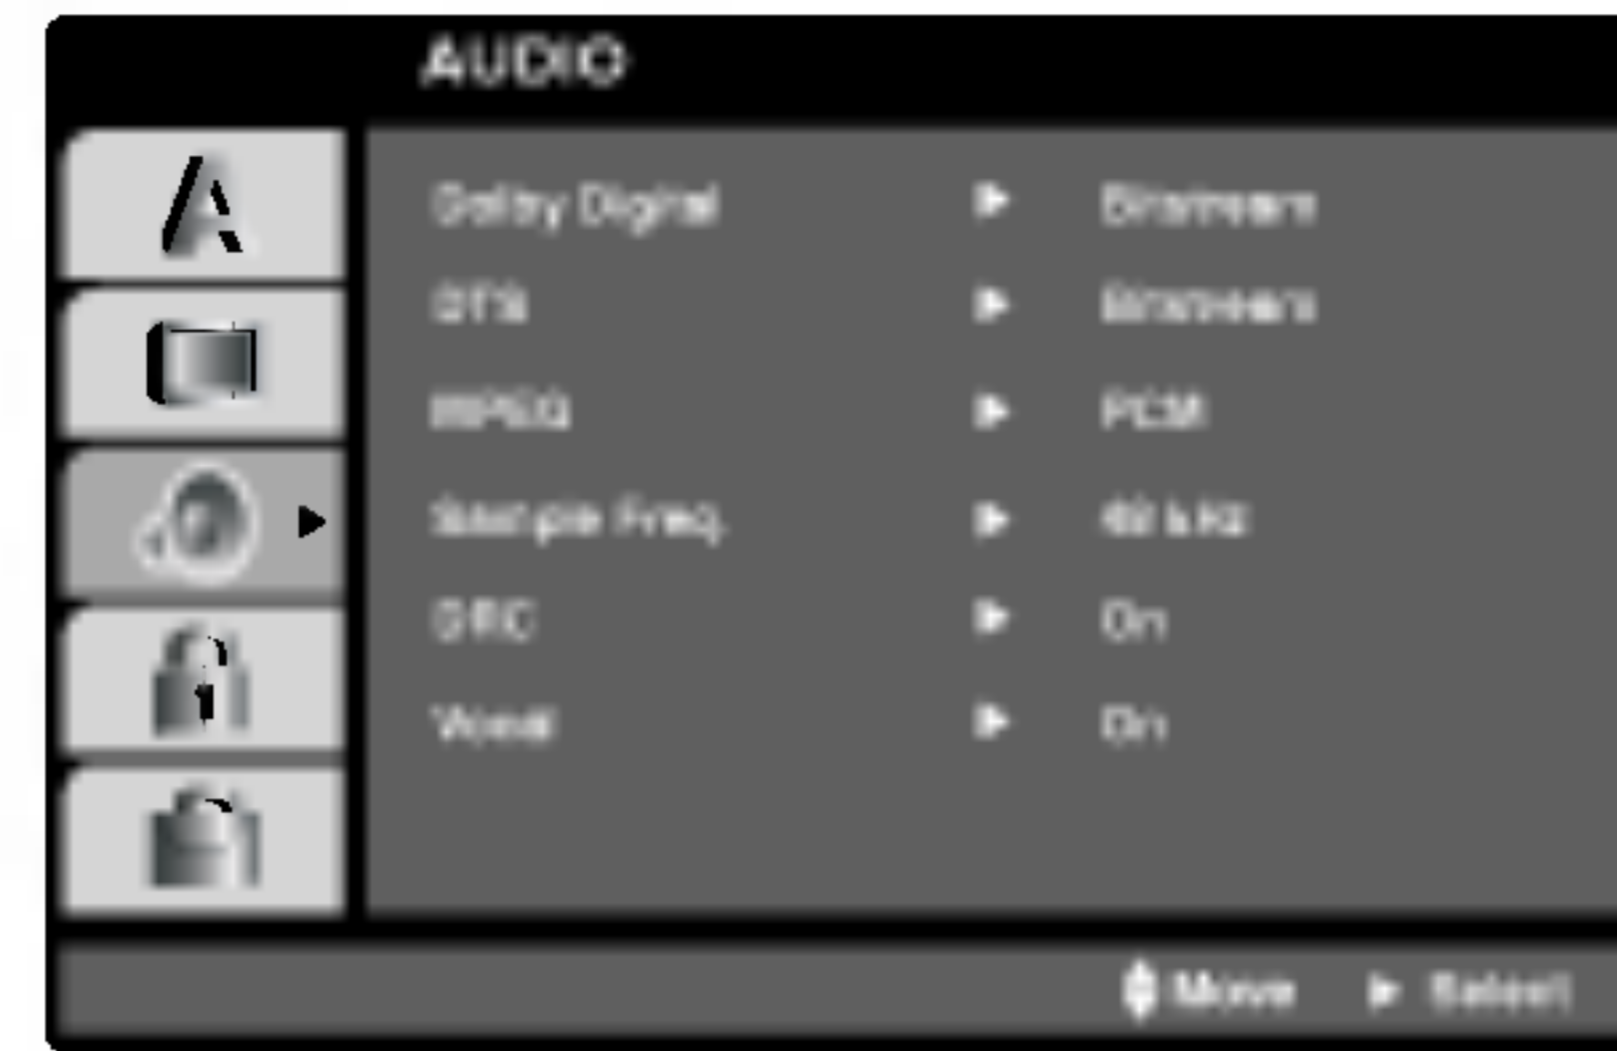 AUDIO
A
Dolby Digital Bitstream
DTS Bitstream
MPEG PCM
Sample Freq. 48 kHz
DRC On
Vocal On
Move Select